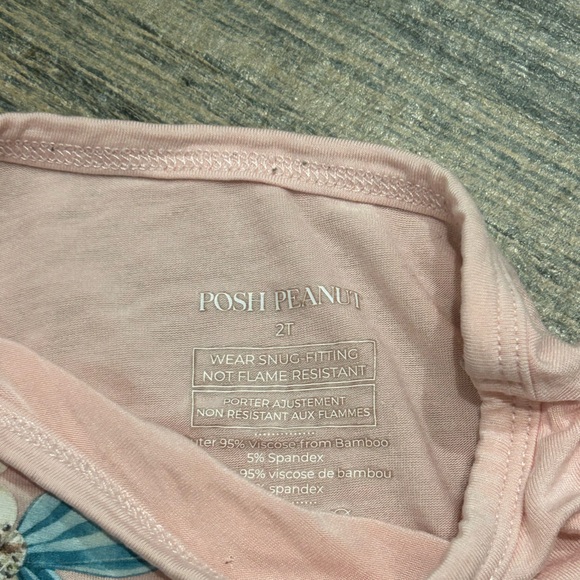 POSH PEANUT
2T
WEAR SNUG-FITTING
NOT FLAME RESISTANT
PORTER AJUSTEMENT
NON RÉSISTANT AUX FLAMMES
95% Viscose from Bamboo
5% Spandex
95% viscose de bambou
spandex